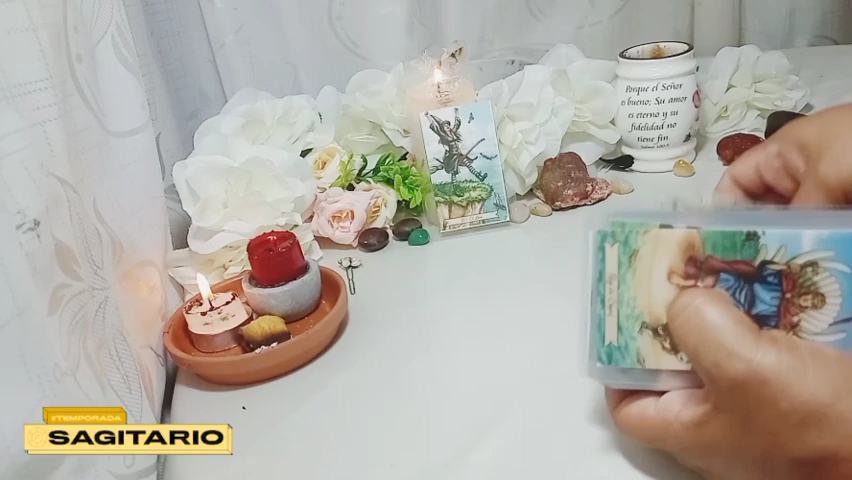 Porque el Señor
es bueno; Su amor
es eterno y su
fidelidad no
tiene fin.
#TEMPORADA
SAGITARIO